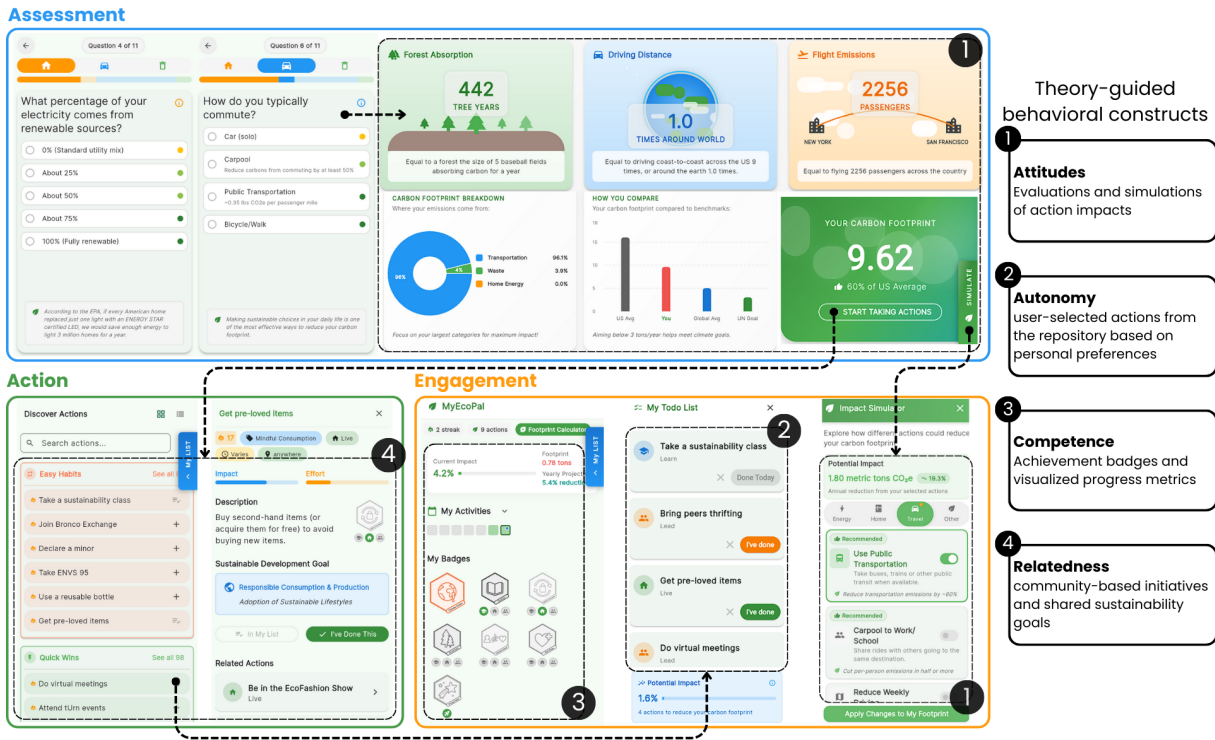 Assessment
Question 4 of 11
What percentage of your
electricity comes from
renewable sources?
0% (Standard utility mix)
About 25%
About 50%
About 75%
100% (Fully renewable)
According to the EPA, if every American home
replaced just one light with an ENERGY STAR
certified LED, we would save enough energy to
light 3 million homes for a year.
Question 6 of 11
How do you typically
commute?
Car (solo)
Carpool
Reduce carbons from commuting by at least 50%
Public Transportation
~0.35 lbs CO2e per passenger mile
Bicycle/Walk
Making sustainable choices in your daily life is one
of the most effective ways to reduce your carbon
footprint.
1
Forest Absorption
442
TREE YEARS
Equal to a forest the size of 5 baseball fields
absorbing carbon for a year
Driving Distance
1.0
TIMES AROUND WORLD
Equal to driving coast-to-coast across the US 9
times, or around the earth 1.0 times.
Flight Emissions
2256
PASSENGERS
NEW YORK
SAN FRANCISCO
Equal to flying 2256 passengers across the country
CARBON FOOTPRINT BREAKDOWN
Where your emissions come from:
96%
4%
Transportation 96.1%
Waste 3.9%
Home Energy 0.0%
Focus on your largest categories for maximum impact!
HOW YOU COMPARE
Your carbon footprint compared to benchmarks:
10
5
0
US Avg You Global Avg UN Goal
Aiming below 3 tons/year helps meet climate goals.
YOUR CARBON FOOTPRINT
9.62
60% of US Average
START TAKING ACTIONS
SIMULATE
Action
Discover Actions
Search actions...
My LIST
Easy Habits See all
Take a sustainability class
Join Bronco Exchange
Declare a minor
Take ENVS 95
Use a reusable bottle
Get pre-loved items
Quick Wins See all 98
Do virtual meetings
Attend tUrn events
Get pre-loved items
17 Mindful Consumption Live
Varies anywhere
4
Impact Effort
Description
Buy second-hand items (or
acquire them for free) to avoid
buying new items.
Sustainable Development Goal
Responsible Consumption & Production
Adoption of Sustainable Lifestyles
In My List
I've Done This
Related Actions
Be in the EcoFashion Show
Live
Engagement
MyEcoPal
2 streak 9 actions Footprint Calculator
My LIST
Current Impact
4.2%
Footprint
0.78 tons
Yearly Project
5.4% reducti
My Activities
My Badges
3
My Todo List
2
Take a sustainability class
Learn
Done Today
Bring peers thrifting
Lead
I've done
Get pre-loved items
Live
I've done
Do virtual meetings
Lead
Potential Impact
1.6%
4 actions to reduce your carbon footprint
Impact Simulator
Explore how different actions could reduce
your carbon footprint
Potential Impact
1.80 metric tons CO₂e 19.3%
Annual reduction from your selected actions
Energy Home Travel Other
Recommended
Use Public
Transportation
Take buses, trains or other public
transit when available.
Reduce transportation emissions by ~60%
Recommended
Carpool to Work/
School
Share rides with others going to the
same destination.
Cut per-person emissions in half or more
Reduce Weekly
1
Apply Changes to My Footprint
Theory-guided
behavioral constructs
1
Attitudes
Evaluations and simulations
of action impacts
2
Autonomy
user-selected actions from
the repository based on
personal preferences
3
Competence
Achievement badges and
visualized progress metrics
4
Relatedness
community-based initiatives
and shared sustainability
goals